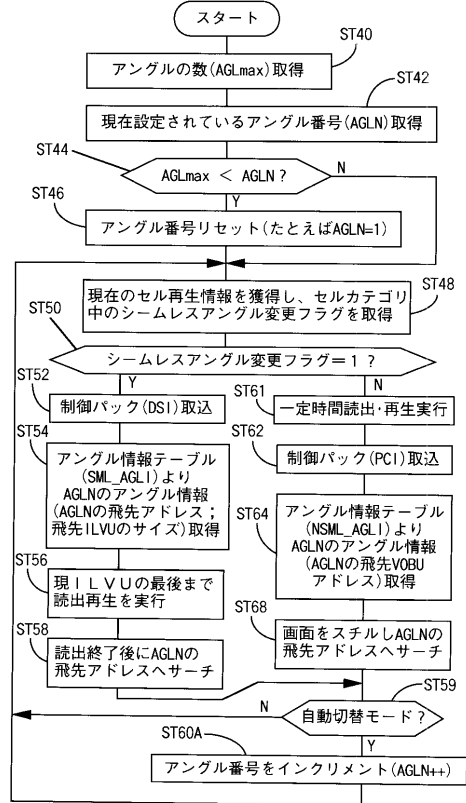 スタート
ST40
アングルの数(AGLmax)取得
ST42
現在設定されているアングル番号(AGLN)取得
ST44
AGLmax < AGLN ?
N
Y
ST46
アングル番号リセット(たとえばAGLN=1)
ST48
現在のセル再生情報を獲得し、セルカテゴリ
中のシームレスアングル変更フラグを取得
ST50
シームレスアングル変更フラグ=1 ?
Y
N
ST52
制御パック(DSI)取込
ST54
アングル情報テーブル
(SML_AGLI)より
AGLNのアングル情報
(AGLNの飛先アドレス;
飛先ILVUのサイズ)取得
ST56
現ILVUの最後まで
読出再生を実行
ST58
読出終了後にAGLNの
飛先アドレスへサーチ
ST61
一定時間読出・再生実行
ST62
制御パック(PCI)取込
ST64
アングル情報テーブル
(NSML_AGLI)より
AGLNのアングル情報
(AGLNの飛先VOBU
アドレス)取得
ST68
画面をスチルしAGLNの
飛先アドレスへサーチ
ST59
自動切替モード?
N
Y
ST60A
アングル番号をインクリメント(AGLN++)